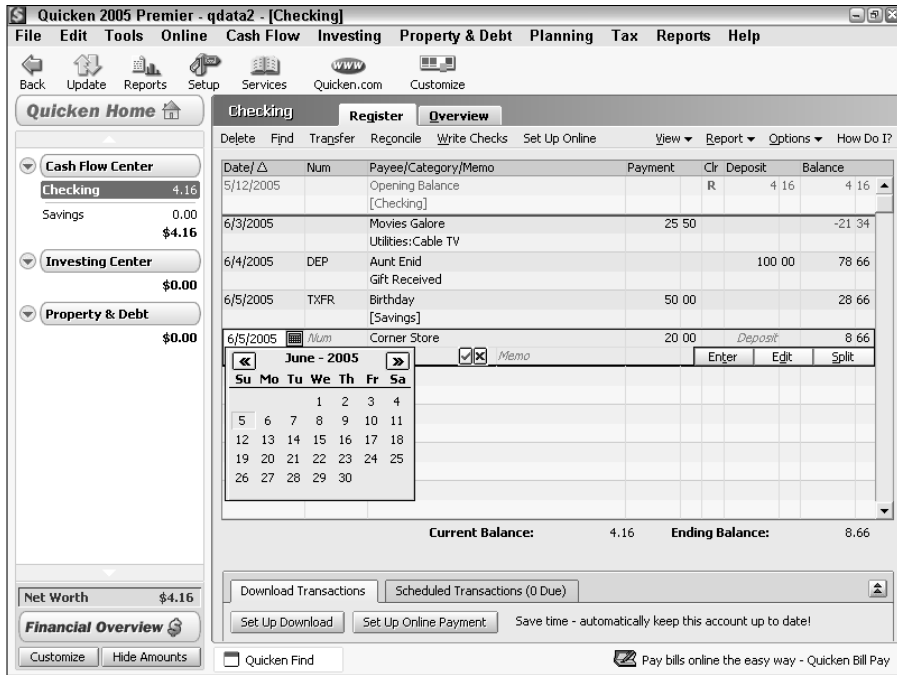 Quicken 2005 Premier - qdata2 - [Checking]
File Edit Tools Online Cash Flow Investing Property & Debt Planning Tax Reports Help
Back Update Reports Setup Services Quicken.com Customize
www
Quicken Home
Cash Flow Center
Checking 4.16
Savings 0.00
$4.16
Investing Center
$0.00
Property & Debt
$0.00
Net Worth $4.16
Financial Overview
Customize Hide Amounts
Checking Register Overview
Delete Find Transfer Reconcile Write Checks Set Up Online View Report Options How Do I?
Date/ Num Payee/Category/Memo Payment Clr Deposit Balance
5/12/2005 Opening Balance R 4 16 4 16
[Checking]
6/3/2005 Movies Galore 25 50 -21 34
Utilities:Cable TV
6/4/2005 DEP Aunt Enid 100 00 78 66
Gift Received
6/5/2005 TXFR Birthday 50 00 28 66
[Savings]
6/5/2005 Num Corner Store 20 00 Deposit 8 66
Memo Enter Edit Split
June - 2005
Su Mo Tu We Th Fr Sa
1 2 3 4
5 6 7 8 9 10 11
12 13 14 15 16 17 18
19 20 21 22 23 24 25
26 27 28 29 30
Current Balance: 4.16 Ending Balance: 8.66
Download Transactions Scheduled Transactions (0 Due)
Set Up Download Set Up Online Payment Save time - automatically keep this account up to date!
Quicken Find Pay bills online the easy way - Quicken Bill Pay